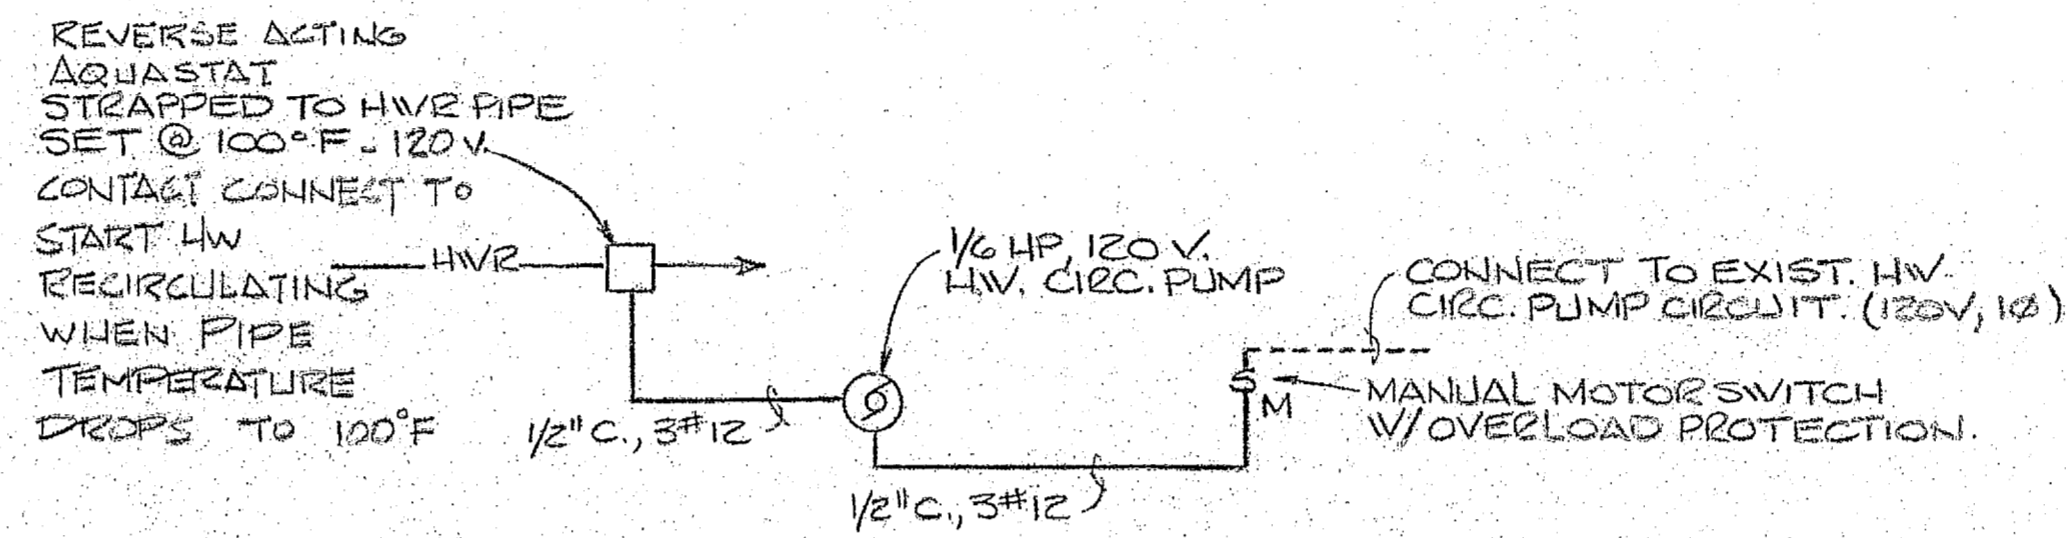 REVERSE ACTING
AQUASTAT
STRAPPED TO HWR PIPE
SET @ 100°F - 120 V.
CONTACT CONNECT TO
START HW
RECIRCULATING
WHEN PIPE
TEMPERATURE
DROPS TO 100°F
HWR
1/6 HP, 120 V.
H.W. CIRC. PUMP
CONNECT TO EXIST. HW
CIRC. PUMP CIRCUIT. (120V, 1Ø)
S
M
MANUAL MOTOR SWITCH
W/OVERLOAD PROTECTION.
1/2" C., 3#12
1/2" C., 3#12